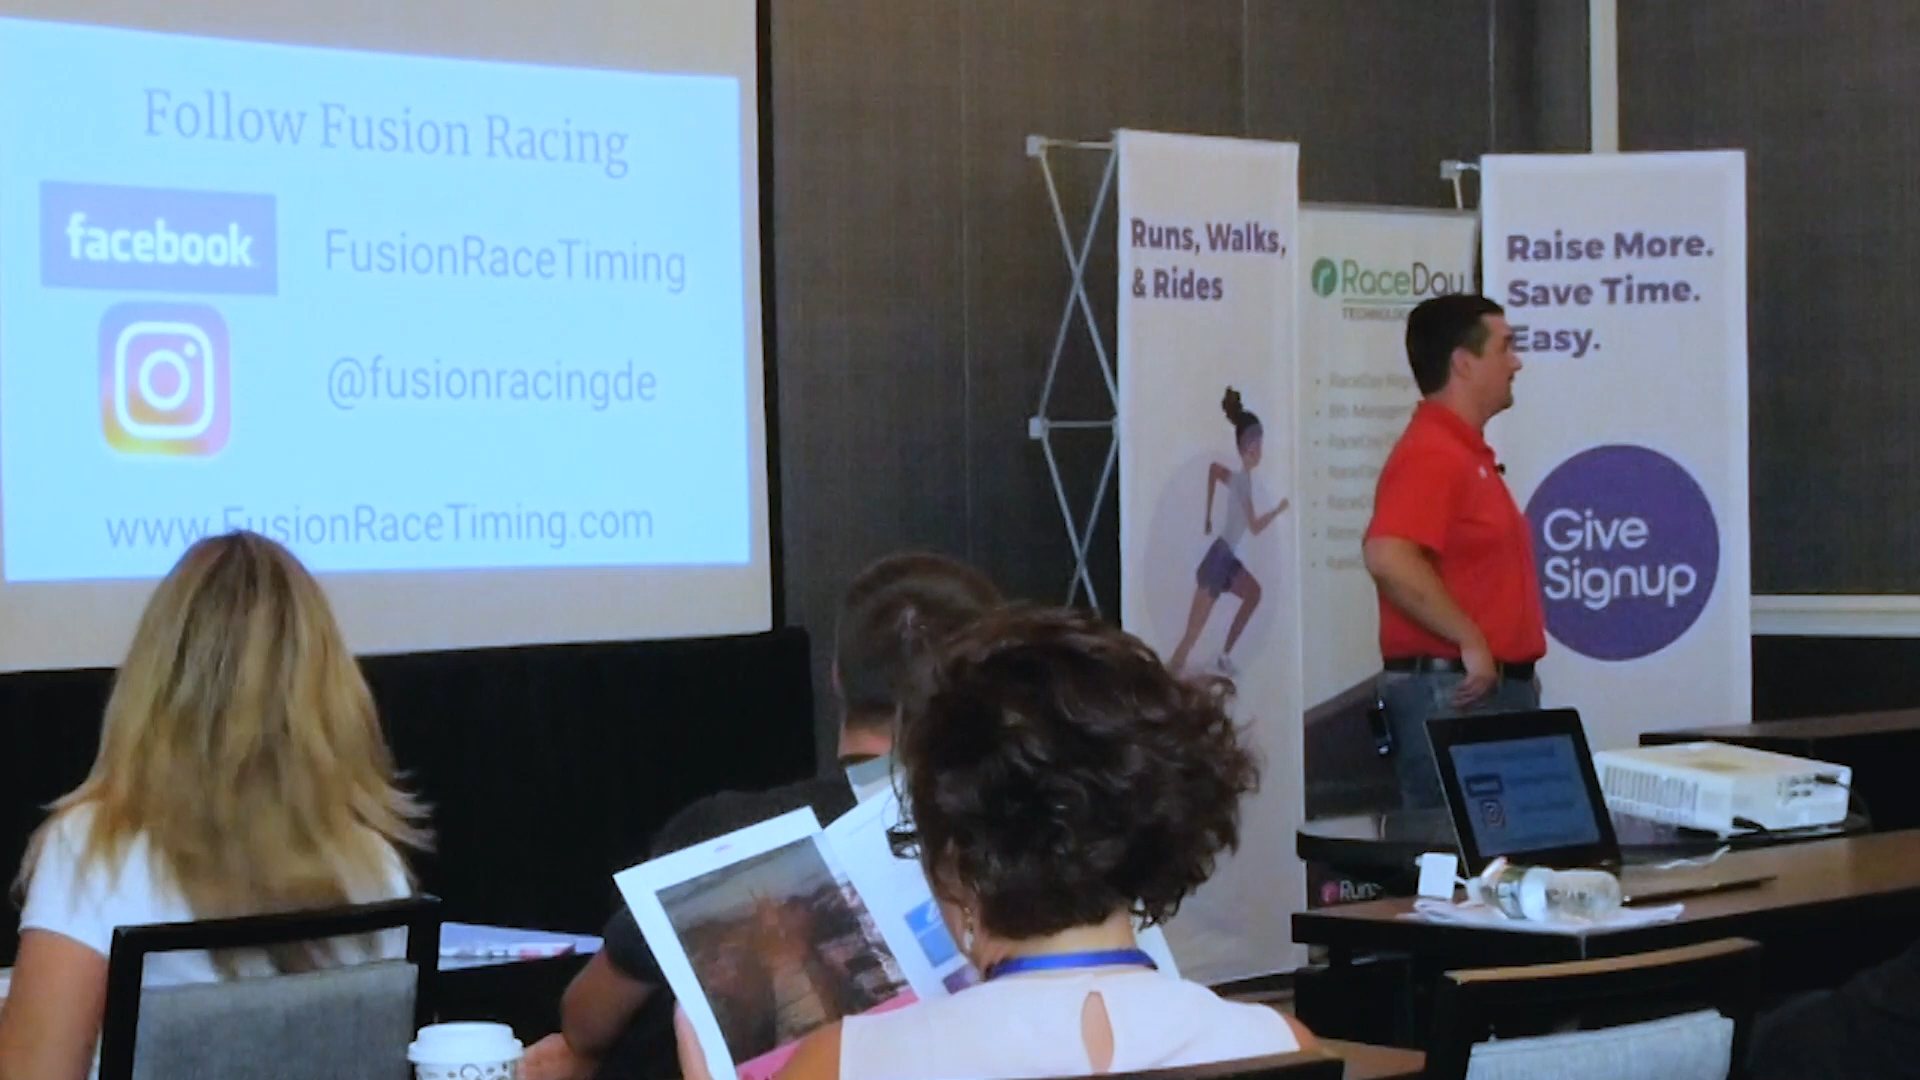 Follow Fusion Racing
facebook
FusionRaceTiming
@fusionracingde
www.FusionRaceTiming.com
Runs, Walks,
& Rides
RaceDay
Raise More.
Save Time.
Easy.
Give
Signup